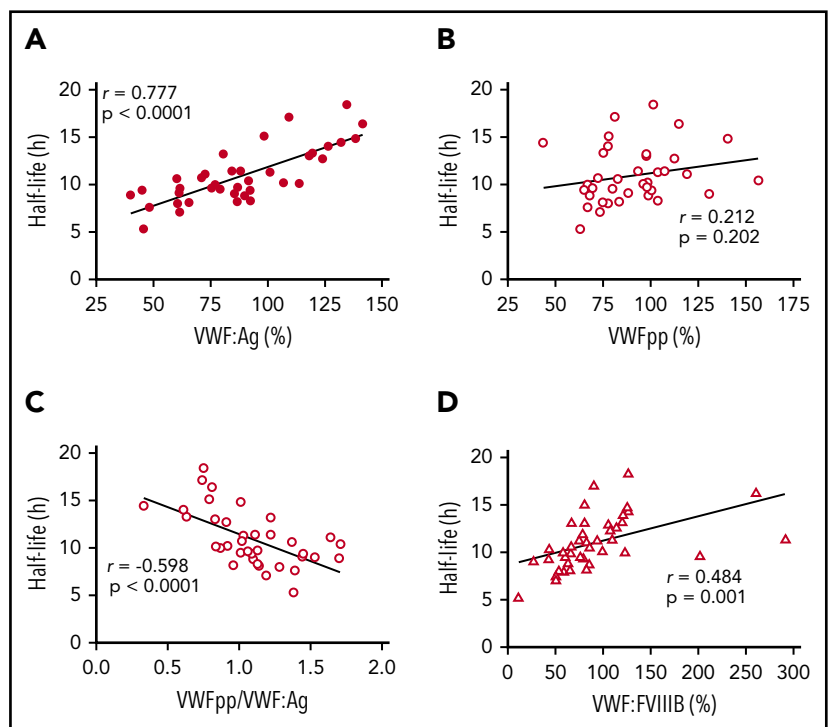 A
20
15
10
5
0
Half-life (h)
r = 0.777
p < 0.0001
25 50 75 100 125 150
VWF:Ag (%)
B
20
15
10
5
0
Half-life (h)
r = 0.212
p = 0.202
25 50 75 100 125 150 175
VWFpp (%)
C
20
15
10
5
0
Half-life (h)
r = -0.598
p < 0.0001
0.0 0.5 1.0 1.5 2.0
VWFpp/VWF:Ag
D
20
15
10
5
0
Half-life (h)
r = 0.484
p = 0.001
0 50 100 150 200 250 300
VWF:FVIIIB (%)